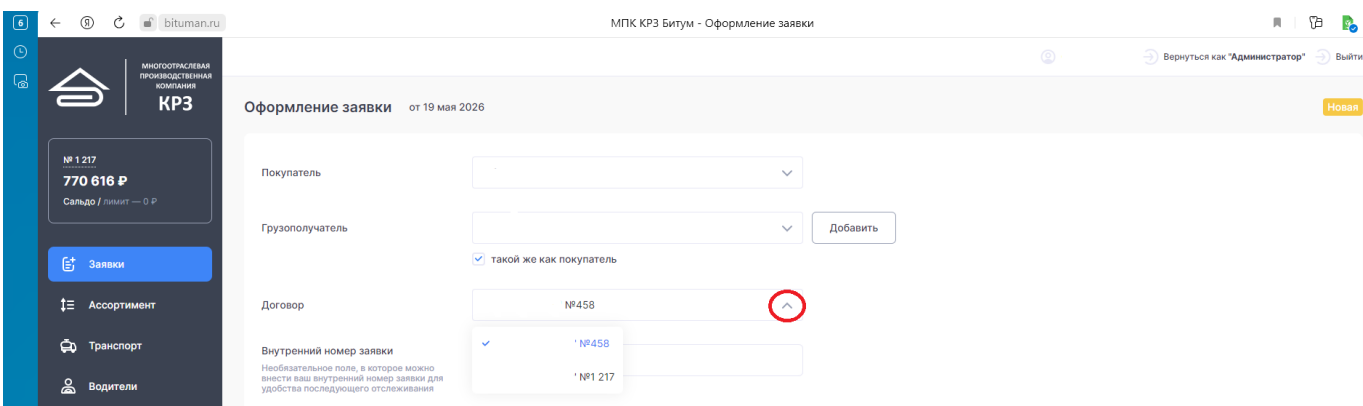 6
bituman.ru
МПК КРЗ Битум - Оформление заявки
МНОГООТРАСЛЕВАЯ
ПРОИЗВОДСТВЕННАЯ
КОМПАНИЯ
КРЗ
Вернуться как "Администратор"
Выйти
Оформление заявки от 19 мая 2026
Новая
№ 1 217
770 616 ₽
Сальдо / лимит — 0 ₽
Покупатель
Грузополучатель
Добавить
такой же как покупатель
Заявки
Ассортимент
Транспорт
Водители
Договор
№458
' №458
' №1 217
Внутренний номер заявки
Необязательное поле, в которое можно
внести ваш внутренний номер заявки для
удобства последующего отслеживания